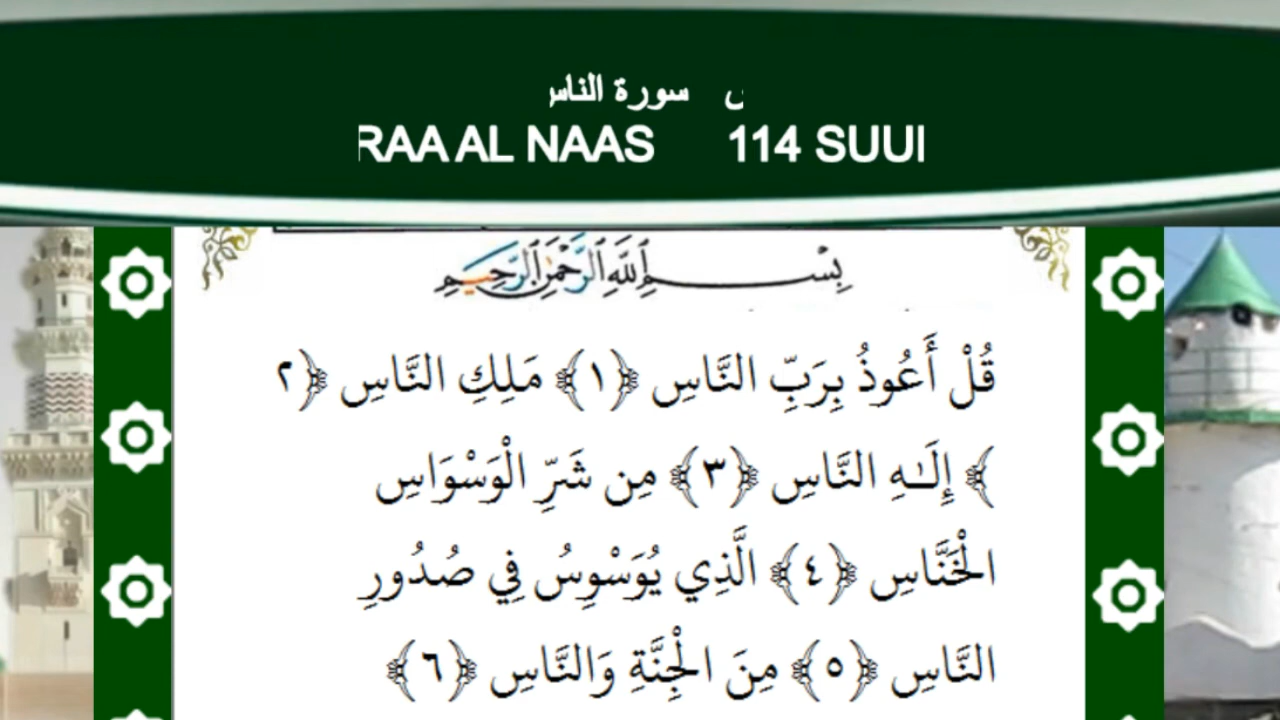 سورة الناس
RAA AL NAAS 114 SUU
بِسْمِ اللَّهِ الرَّحْمَٰنِ الرَّحِيمِ
قُلْ أَعُوذُ بِرَبِّ النَّاسِ ﴿١﴾ مَلِكِ النَّاسِ ﴿٢
﴾ إِلَـٰهِ النَّاسِ ﴿٣﴾ مِن شَرِّ الْوَسْوَاسِ
الْخَنَّاسِ ﴿٤﴾ الَّذِي يُوَسْوِسُ فِي صُدُورِ
النَّاسِ ﴿٥﴾ مِنَ الْجِنَّةِ وَالنَّاسِ ﴿٦﴾